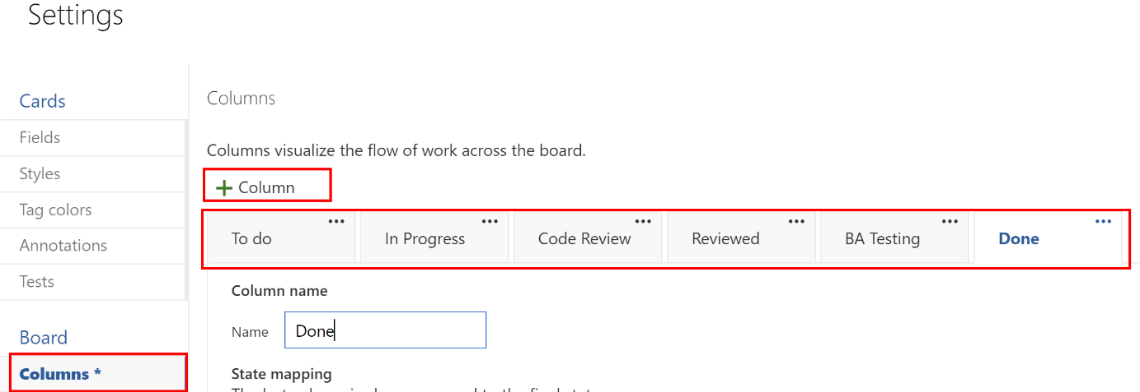 Settings
Cards
Fields
Styles
Tag colors
Annotations
Tests
Board
Columns *
Columns
Columns visualize the flow of work across the board.
+ Column
To do ... In Progress ... Code Review ... Reviewed ... BA Testing ... Done ...
Column name
Name Done
State mapping